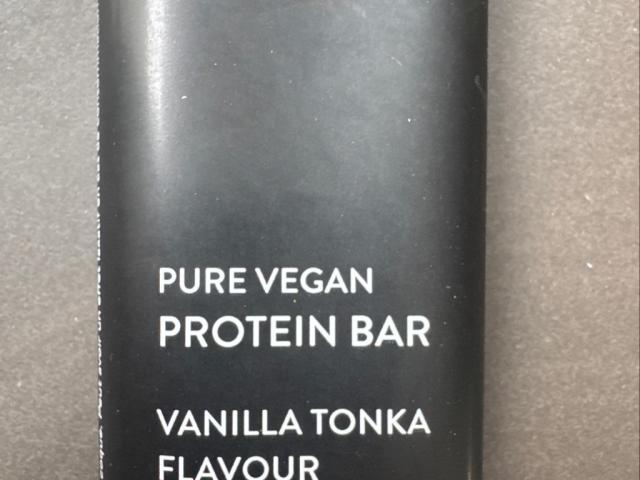 PURE VEGAN
PROTEIN BAR
VANILLA TONKA
FLAVOUR